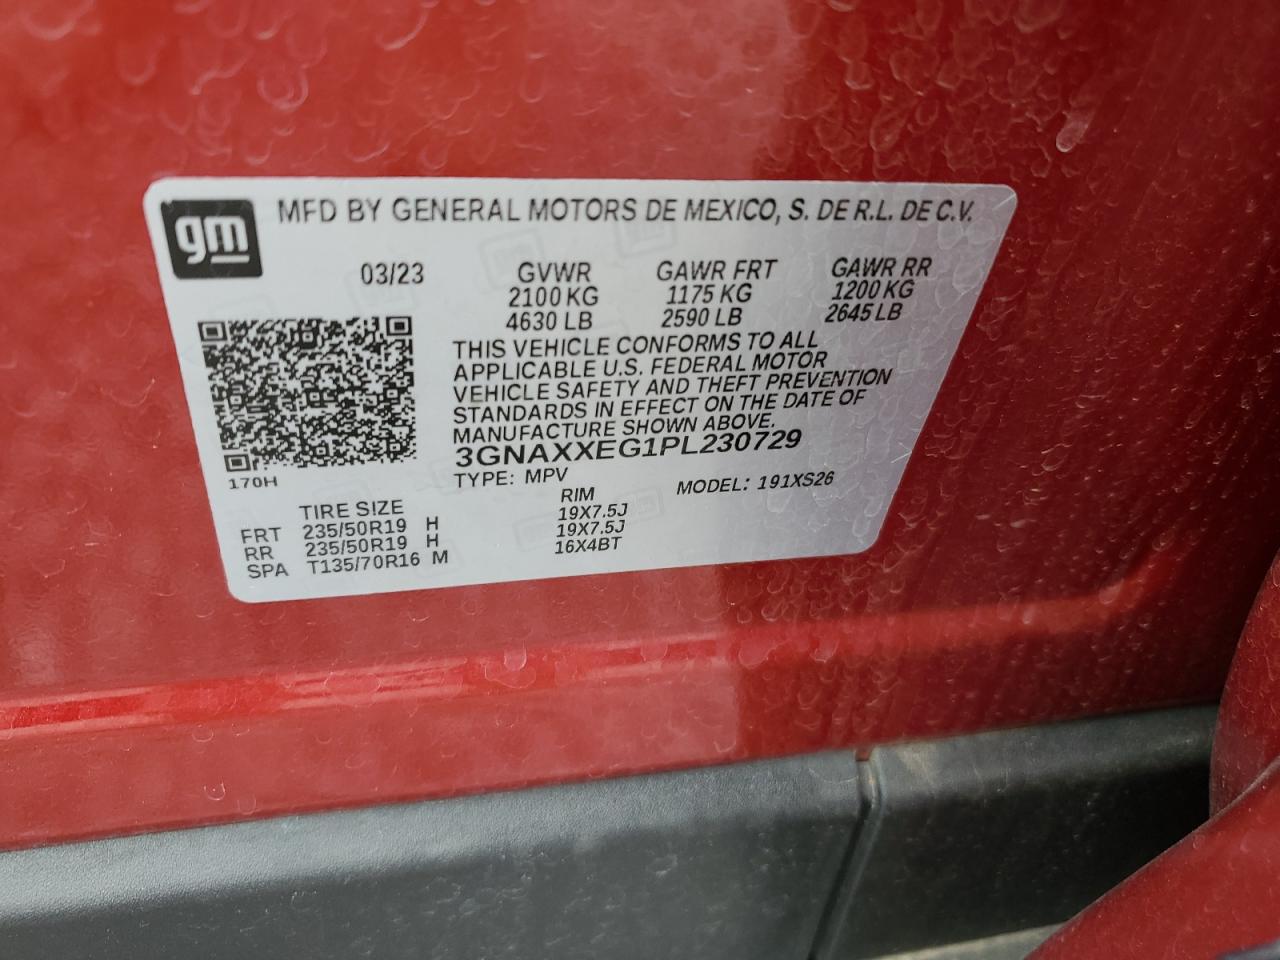 gm
MFD BY GENERAL MOTORS DE MEXICO, S. DE R.L. DE C.V.
03/23 GVWR GAWR FRT GAWR RR
2100 KG 1175 KG 1200 KG
4630 LB 2590 LB 2645 LB
THIS VEHICLE CONFORMS TO ALL
APPLICABLE U.S. FEDERAL MOTOR
VEHICLE SAFETY AND THEFT PREVENTION
STANDARDS IN EFFECT ON THE DATE OF
MANUFACTURE SHOWN ABOVE.
3GNAXXEG1PL230729
170H
TYPE: MPV MODEL: 191XS26
TIRE SIZE RIM
FRT 235/50R19 H 19X7.5J
RR 235/50R19 H 19X7.5J
SPA T135/70R16 M 16X4BT